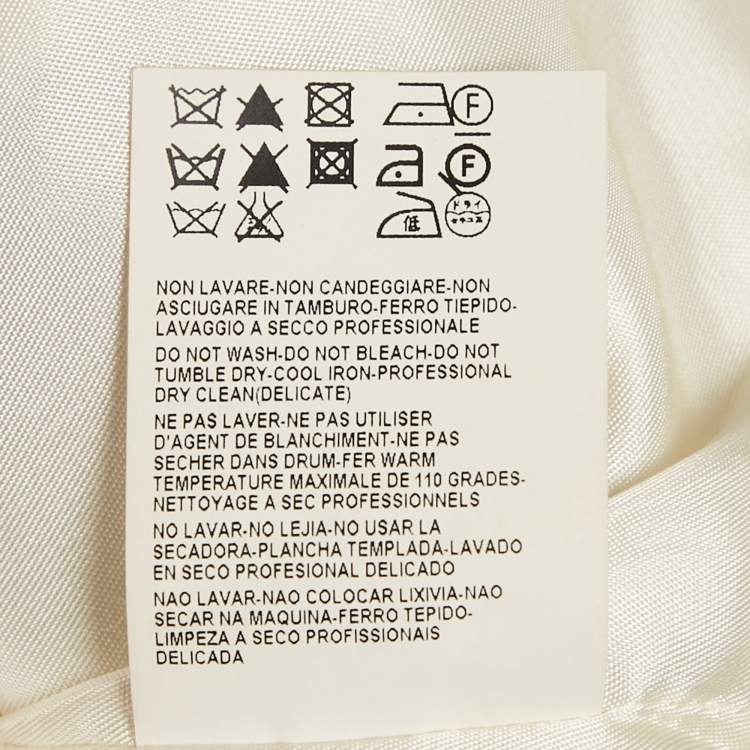 F
F
低 ドライ
セキユ系
NON LAVARE-NON CANDEGGIARE-NON
ASCIUGARE IN TAMBURO-FERRO TIEPIDO-
LAVAGGIO A SECCO PROFESSIONALE
DO NOT WASH-DO NOT BLEACH-DO NOT
TUMBLE DRY-COOL IRON-PROFESSIONAL
DRY CLEAN(DELICATE)
NE PAS LAVER-NE PAS UTILISER
D'AGENT DE BLANCHIMENT-NE PAS
SECHER DANS DRUM-FER WARM
TEMPERATURE MAXIMALE DE 110 GRADES-
NETTOYAGE A SEC PROFESSIONNELS
NO LAVAR-NO LEJIA-NO USAR LA
SECADORA-PLANCHA TEMPLADA-LAVADO
EN SECO PROFESIONAL DELICADO
NAO LAVAR-NAO COLOCAR LIXIVIA-NAO
SECAR NA MAQUINA-FERRO TEPIDO-
LIMPEZA A SECO PROFISSIONAIS
DELICADA